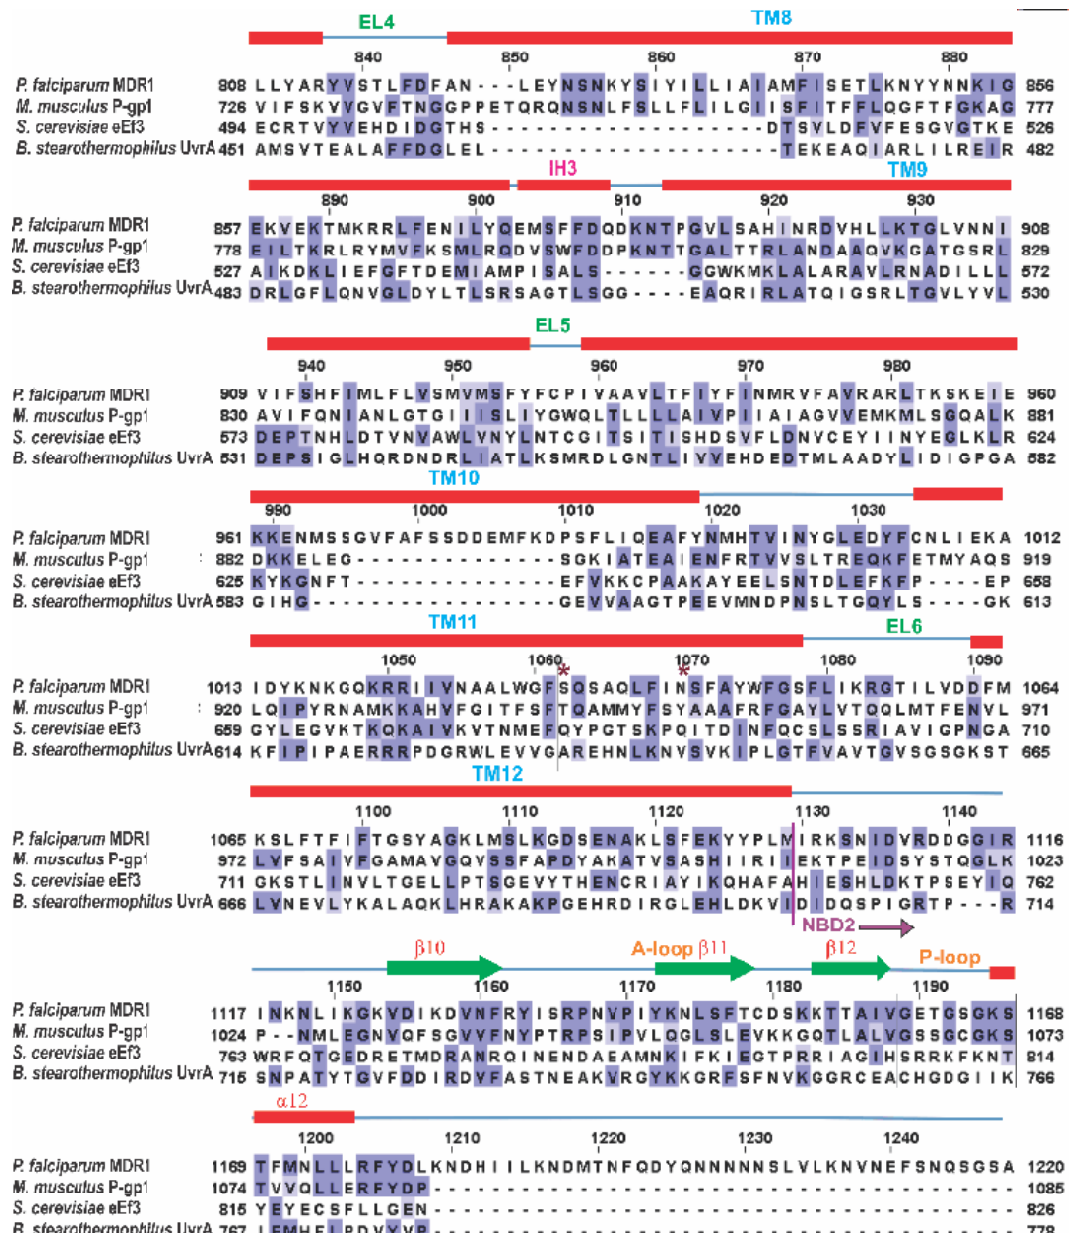 EL4 TM8
840 850 860 870 880
P. falciparum MDR1 808 LLYARYVSTLFDFAN---LEYNSNKYSIYILLIAIAMFISETLKNYYNNKIG 856
M. musculus P-gp1 726 VIFSKVVGVFTNGGPPETQRQNSNLFSLLFLILGIISFITFFLQGFTFGKAG 777
S. cerevisiae eEf3 494 ECRTVYVEHDIDGTHS-------------------DTSVLDFVFESGVGTKE 526
B. stearothermophilus UvrA 451 AMSVTEALAFFDGLEL--------------------TEKEAQIARLILREIR 482
IH3 TM9
890 900 910 920 930
P. falciparum MDR1 857 EKVEKTMKRRLFENILYQEMSFFDQDKNTPGVLSAHINRDVHLLKTGLVNNI 908
M. musculus P-gp1 778 EILTKRLRYMVFKSMLRQDVSWFDDPKNTTGALTTRLANDAAQVKGATGSRL 829
S. cerevisiae eEf3 527 AIKDKLIEFGFTDEMIAMPISALS------GGWKMKLALARAVLRNADILLL 572
B. stearothermophilus UvrA 483 DRLGFLQNVGLDYLTLSRSAGTLSGG----EAQRIRLATQIGSRLTGVLYVL 530
EL5
940 950 960 970 980
P. falciparum MDR1 909 VIFSHFIMLFLVSMVMSFYFCPIVAAVLTFIYFINMRVFAVRARLTKSKEIE 960
M. musculus P-gp1 830 AVIFQNIANLGTGIIISLIYGWQLTLLLLAIVPIIAIAGVVEMKMLSGQALK 881
S. cerevisiae eEf3 573 DEPTNHLDTVNVAWLVNYLNTCGITSITISHDSVFLDNVCEYIINYEGLKLR 624
B. stearothermophilus UvrA 531 DEPSIGLHQRDNDRLIATLKSMRDLGNTLIVVEHDEDTMLAADYLIDIGPGA 582
TM10
990 1000 1010 1020 1030
P. falciparum MDR1 961 KKENMSSGVFAFSSDDEMFKDPSFLIQEAFYNMHTVINYGLEDYFCNLIEKA 1012
M. musculus P-gp1 882 DKKELEG---------------SGKIATEAIENFRTVVSLTREQKFETMYAQS 919
S. cerevisiae eEf3 625 KYKGNFT---------------EFVKKCPAAKAYEELSNTDLEFKFP----EP 658
B. stearothermophilus UvrA 583 GIHG-----------------GEVVAAGTPEEVMNDPNSLTGQYLS----GK 613
TM11 EL6
1050 1060 1070 1080 1090
* *
P. falciparum MDR1 1013 IDYKNKGQKRRIIVNAALWGFSQSAQLFINSFAYWFGSFLIKRGTILVDDFM 1064
M. musculus P-gp1 920 LQIPYRNAMKKAHVFGITFSFTQAMMYFSYAAAFRFGAYLVTQQLMTFENVL 971
S. cerevisiae eEf3 659 GYLEGVKTKQKAIVKVTNMEFQYPGTSKPQITDINFQCSLSSRIAVIGPNGA 710
B. stearothermophilus UvrA 614 KFIPIPAERRRPDGRWLEVVGAREHNLKNVSVKIPLGTFVAVTGVSGSGKST 665
TM12
1100 1110 1120 1130 1140
P. falciparum MDR1 1065 KSLFTFIFTGSYAGKLMSLKGDSENAKLSFEKYYPLMIRKSNIDVRDDGGIR 1116
M. musculus P-gp1 972 LVFSAIVFGAMAVGQVSSFAPDYAKATVSASHIIRIIEKTPEIDSYSTQGLK 1023
S. cerevisiae eEf3 711 GKSTLINVLTGELLPTSGEVYTHENCRIAYIKQHAFAHIESHLDKTPSEYIQ 762
B. stearothermophilus UvrA 666 LVNEVLYKALAQKLHRAKAKPGEHRDIRGLEHLDKVIDIDQSPIGRTP---R 714
NBD2
β10 A-loop β11 β12 P-loop
1150 1160 1170 1180 1190
P. falciparum MDR1 1117 INKNLIKGKVDIKDVNFRYISRPNVPIYKNLSFTCDSKKTTAIVGETGSGKS 1168
M. musculus P-gp1 1024 P--NMLEGNVQFSGVVFNYPTRPSIPVLQGLSLEVKKGQTLALVGSSGCGKS 1073
S. cerevisiae eEf3 763 WRFQTGEDRETMDRANRQINENDAEAMNKIFKIEGTPRRIAGIHSRRKFKNT 814
B. stearothermophilus UvrA 715 SNPATYTGVFDDIRDVFASTNEAKVRGYKKGRFSFNVKGGRCEACHGDGIIK 766
α12
1200 1210 1220 1230 1240
P. falciparum MDR1 1169 TFMNLLLRFYDLKNDHIILKNDMTNFQDYQNNNNNSLVLKNVNEFSNQSGSA 1220
M. musculus P-gp1 1074 TVVQLLERFYDP---------------------------------------- 1085
S. cerevisiae eEf3 815 YEYECSFLLGEN---------------------------------------- 826
B. stearothermophilus UvrA 767 IEMHFLPDVYVP---------------------------------------- 778